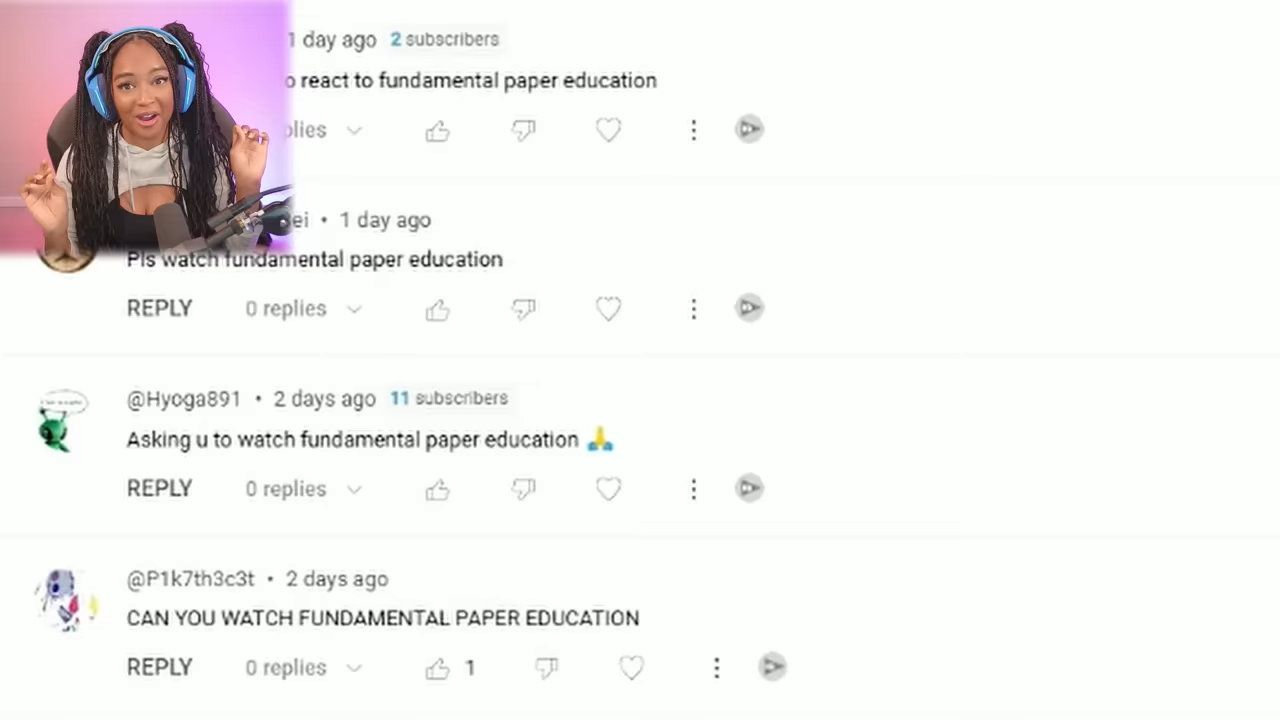 1 day ago 2 subscribers
react to fundamental paper education
• 1 day ago
Pls watch fundamental paper education
REPLY 0 replies
@Hyoga891 • 2 days ago 11 subscribers
Asking u to watch fundamental paper education 🙏
REPLY 0 replies
@P1k7th3c3t • 2 days ago
CAN YOU WATCH FUNDAMENTAL PAPER EDUCATION
REPLY 0 replies 1